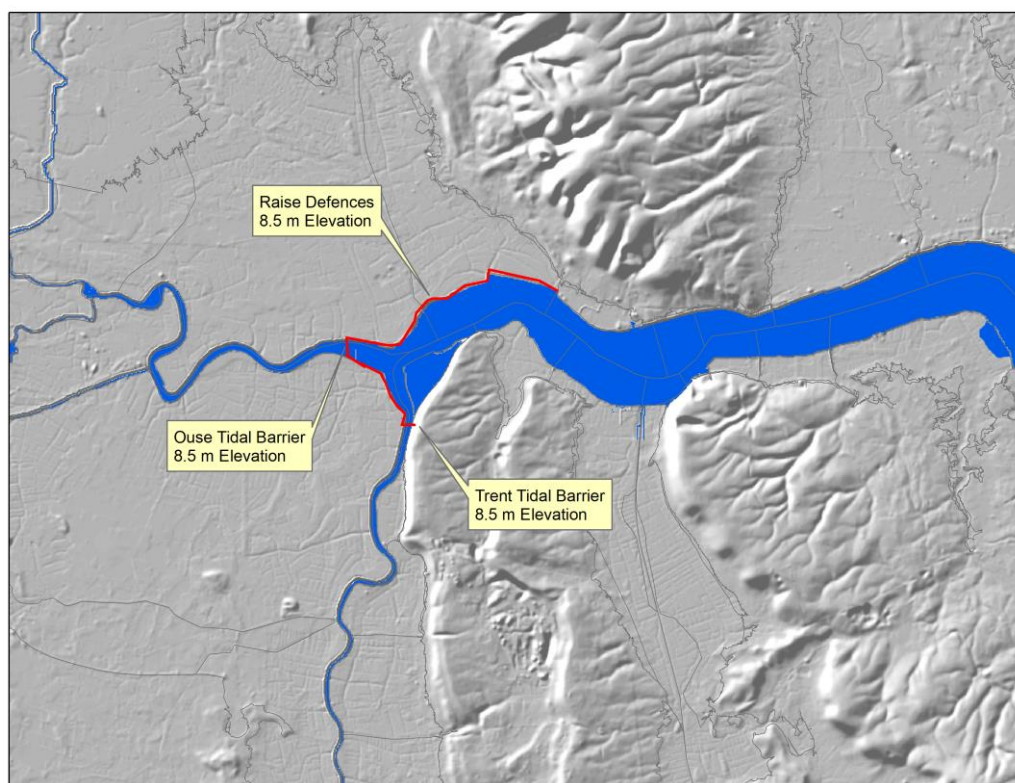 Raise Defences
8.5 m Elevation
Ouse Tidal Barrier
8.5 m Elevation
Trent Tidal Barrier
8.5 m Elevation